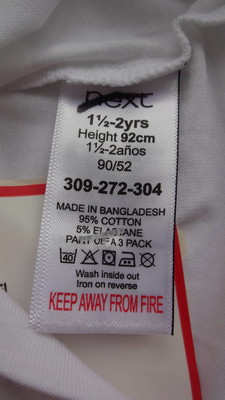 next
1½-2yrs
Height 92cm
1½-2años
90/52
309-272-304
MADE IN BANGLADESH
95% COTTON
5% ELASTANE
PART OF A 3 PACK
40
Wash inside out
Iron on reverse
KEEP AWAY FROM FIRE